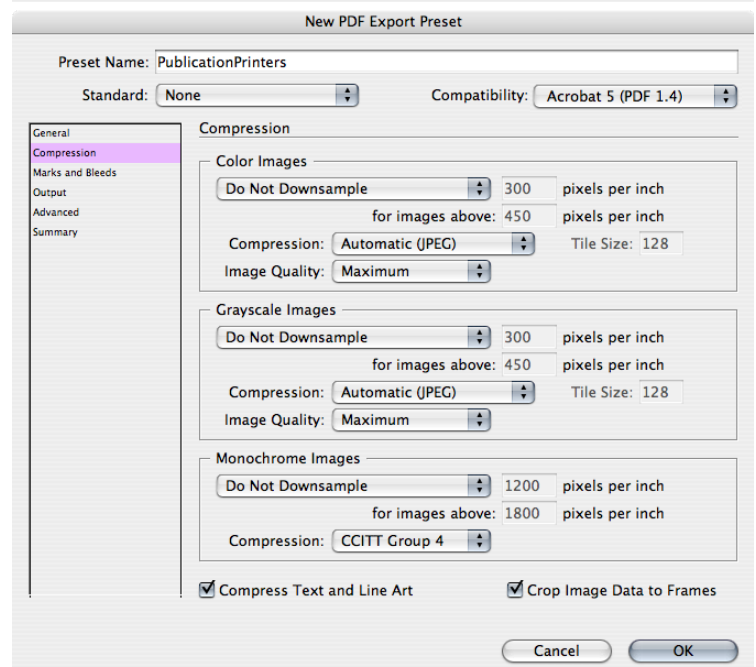 New PDF Export Preset
Preset Name: PublicationPrinters
Standard: None Compatibility: Acrobat 5 (PDF 1.4)
General
Compression
Marks and Bleeds
Output
Advanced
Summary
Compression
Color Images
Do Not Downsample 300 pixels per inch
for images above: 450 pixels per inch
Compression: Automatic (JPEG) Tile Size: 128
Image Quality: Maximum
Grayscale Images
Do Not Downsample 300 pixels per inch
for images above: 450 pixels per inch
Compression: Automatic (JPEG) Tile Size: 128
Image Quality: Maximum
Monochrome Images
Do Not Downsample 1200 pixels per inch
for images above: 1800 pixels per inch
Compression: CCITT Group 4
Compress Text and Line Art Crop Image Data to Frames
Cancel OK